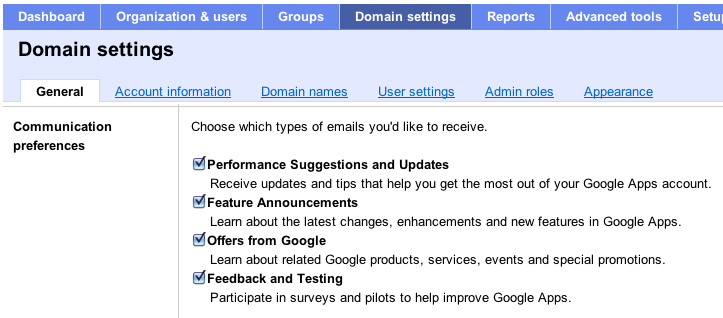 Dashboard Organization & users Groups Domain settings Reports Advanced tools Setu
Domain settings
General Account information Domain names User settings Admin roles Appearance
Communication preferences
Choose which types of emails you'd like to receive.
Performance Suggestions and Updates
Receive updates and tips that help you get the most out of your Google Apps account.
Feature Announcements
Learn about the latest changes, enhancements and new features in Google Apps.
Offers from Google
Learn about related Google products, services, events and special promotions.
Feedback and Testing
Participate in surveys and pilots to help improve Google Apps.